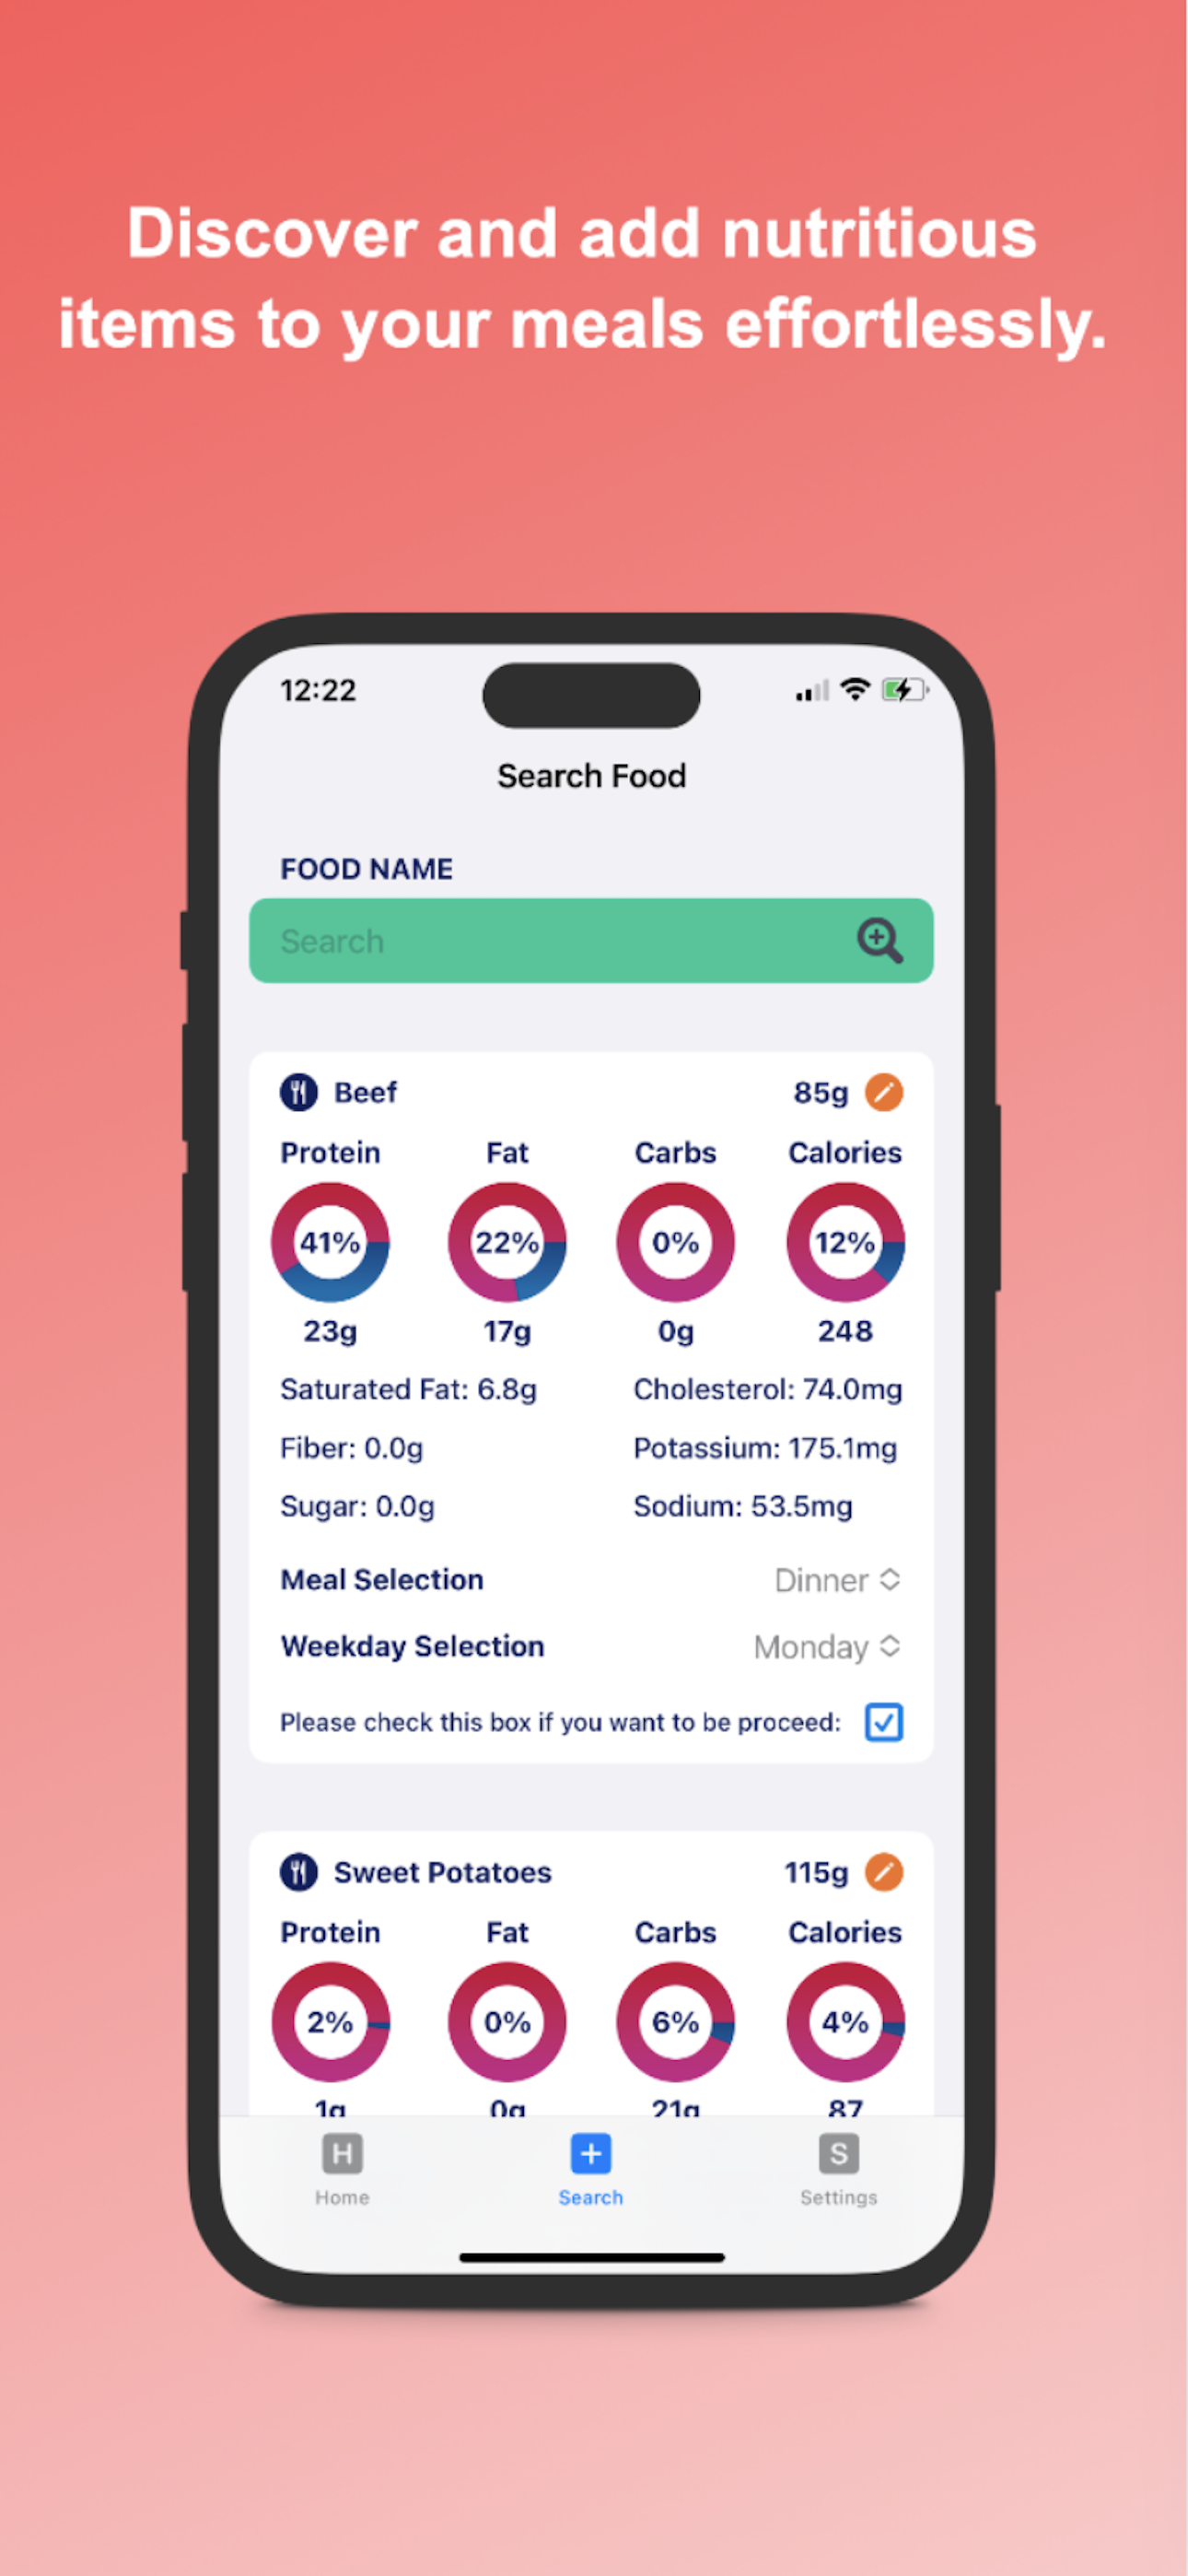 Discover and add nutritious
items to your meals effortlessly.
12:22
Search Food
FOOD NAME
Search
Beef 85g
Protein Fat Carbs Calories
41% 22% 0% 12%
23g 17g 0g 248
Saturated Fat: 6.8g Cholesterol: 74.0mg
Fiber: 0.0g Potassium: 175.1mg
Sugar: 0.0g Sodium: 53.5mg
Meal Selection Dinner
Weekday Selection Monday
Please check this box if you want to be proceed:
Sweet Potatoes 115g
Protein Fat Carbs Calories
2% 0% 6% 4%
1g 0g 21g 87
H S
Home Search Settings